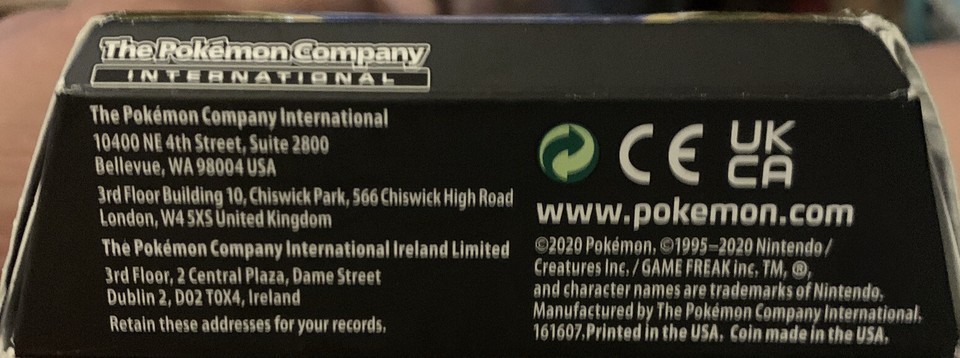 The Pokémon Company
INTERNATIONAL
The Pokémon Company International
10400 NE 4th Street, Suite 2800
Bellevue, WA 98004 USA
3rd Floor Building 10, Chiswick Park, 566 Chiswick High Road
London, W4 5XS United Kingdom
The Pokémon Company International Ireland Limited
3rd Floor, 2 Central Plaza, Dame Street
Dublin 2, D02 T0X4, Ireland
Retain these addresses for your records.
CE
UK
CA
www.pokemon.com
©2020 Pokémon. ©1995–2020 Nintendo /
Creatures Inc. / GAME FREAK inc. TM, ®,
and character names are trademarks of Nintendo.
Manufactured by The Pokémon Company International.
161607.Printed in the USA. Coin made in the USA.